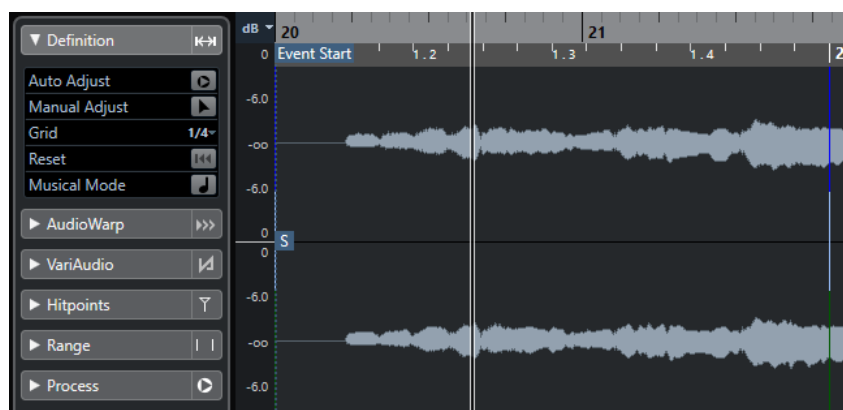 Definition
Auto Adjust
Manual Adjust
Grid 1/4
Reset
Musical Mode
AudioWarp
VariAudio
Hitpoints
Range
Process
dB 20 21
0 Event Start 1.2 1.3 1.4 2
-6.0
-oo
-6.0
0
S
0
-6.0
-oo
-6.0